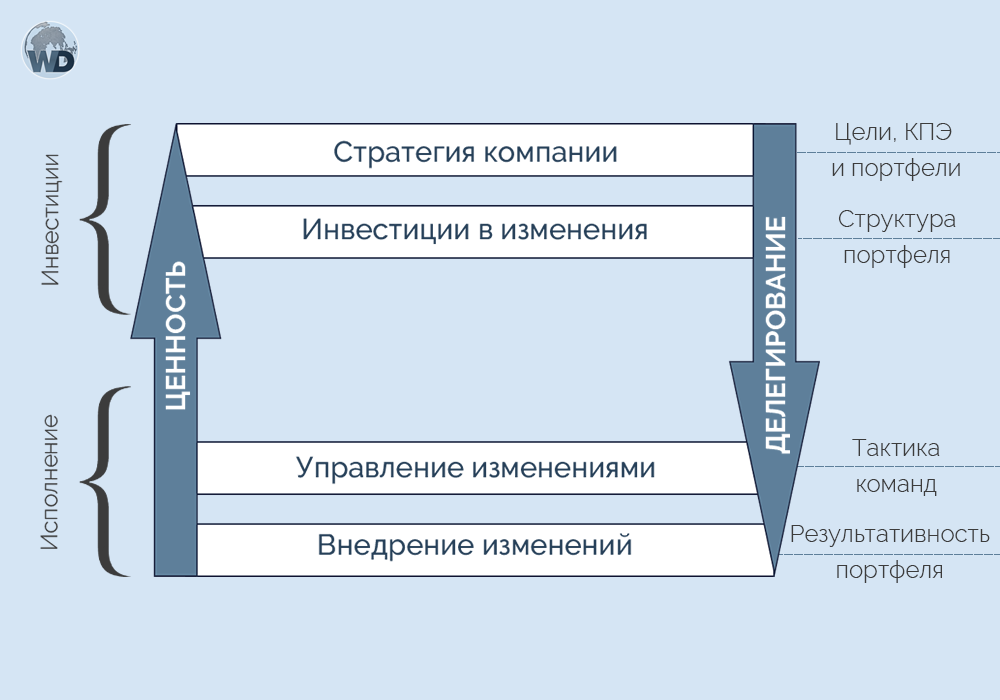 WD
Инвестиции
Исполнение
ЦЕННОСТЬ
Стратегия компании
Инвестиции в изменения
Управление изменениями
Внедрение изменений
ДЕЛЕГИРОВАНИЕ
Цели, КПЭ
и портфели
Структура
портфеля
Тактика
команд
Результативность
портфеля